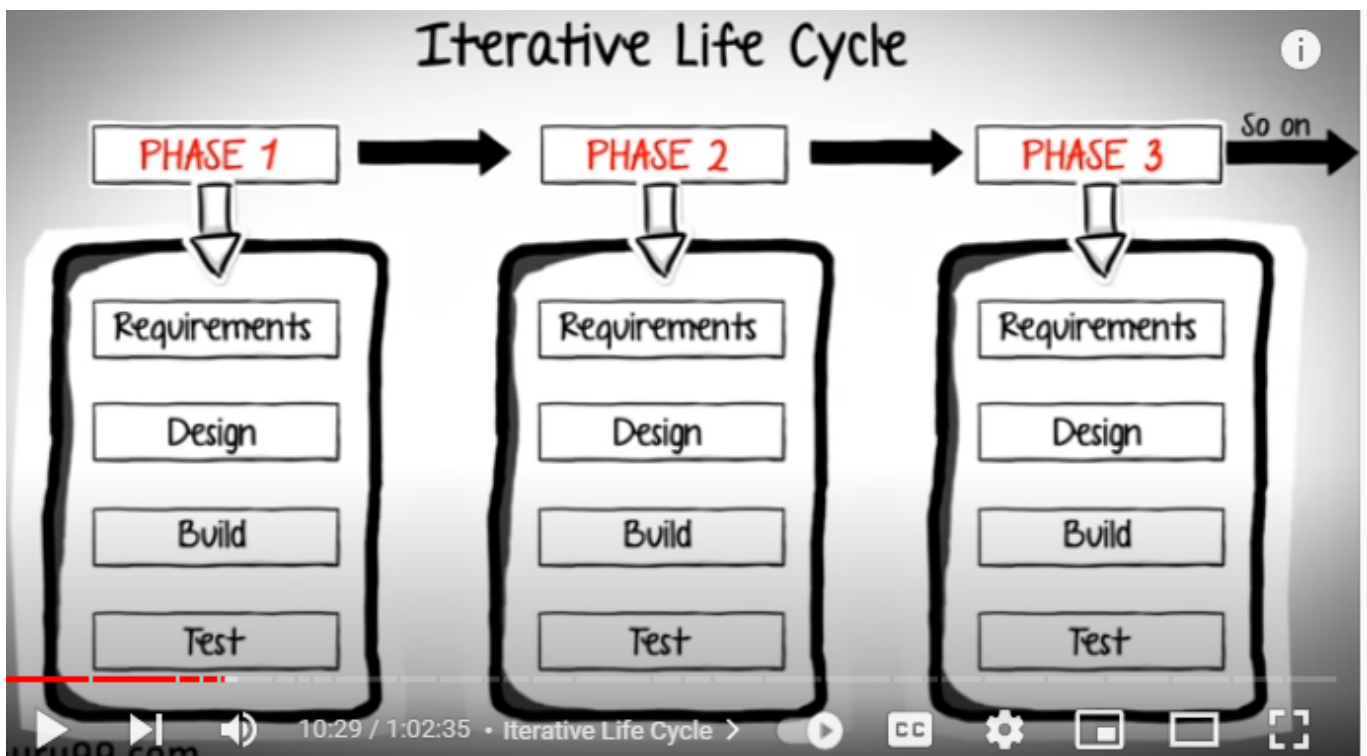 Iterative Life Cycle
So on
PHASE 1
PHASE 2
PHASE 3
Requirements
Design
Build
Test
Requirements
Design
Build
Test
Requirements
Design
Build
Test
10:29 / 1:02:35 • Iterative Life Cycle >
CC